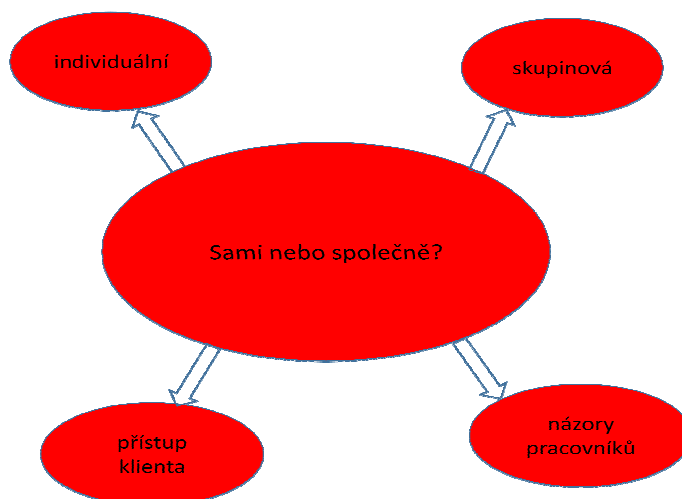 individuální
skupinová
Sami nebo společně?
přístup
klienta
názory
pracovníků